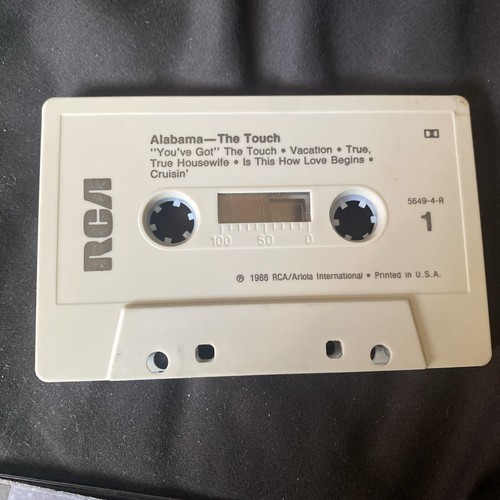 Alabama—The Touch
"You've Got" The Touch • Vacation • True,
True Housewife • Is This How Love Begins •
Cruisin'
RCA
5649-4-R
1
100 50 0
℗ 1986 RCA/Ariola International • Printed in U.S.A.